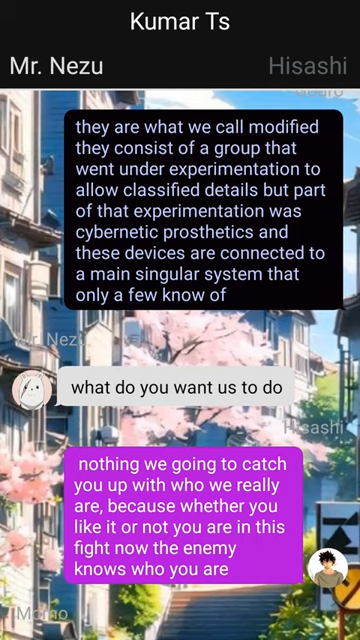 Kumar Ts
Mr. Nezu
Hisashi
they are what we call modified
they consist of a group that
went under experimentation to
allow classified details but part
of that experimentation was
cybernetic prosthetics and
these devices are connected to
a main singular system that
only a few know of
Mr. Nezu
what do you want us to do
Hisashi
nothing we going to catch
you up with who we really
are, because whether you
like it or not you are in this
fight now the enemy
knows who you are
Momo